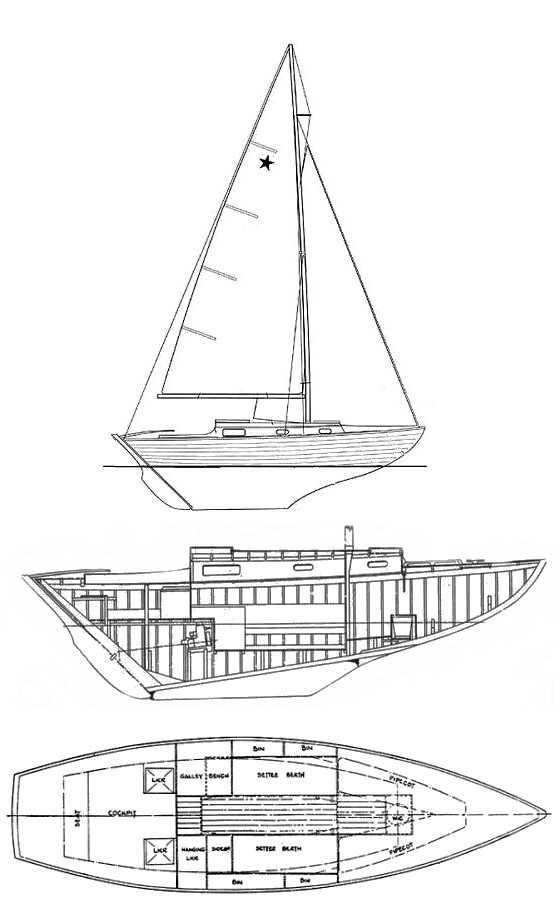 BIN BIN
LKR GALLEY BENCH SETTEE BERTH PIPECOT
SEAT COCKPIT WC
LKR HANGING LKR SIDEB'D SETTEE BERTH PIPECOT
BIN BIN